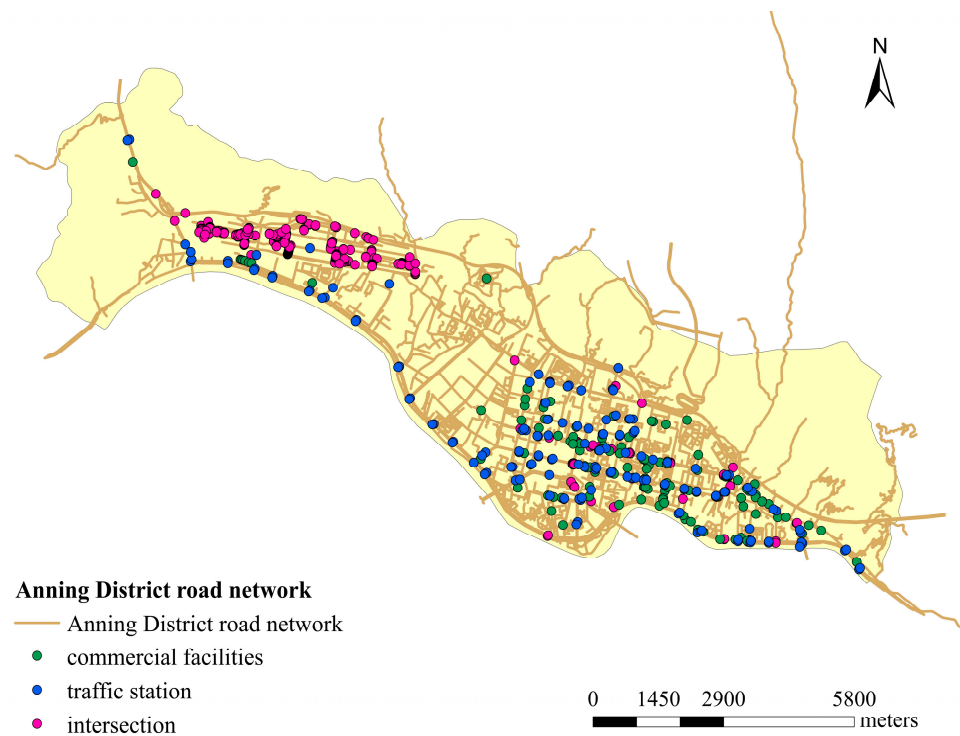 N
Anning District road network
Anning District road network
commercial facilities
traffic station
intersection
0 1450 2900 5800
meters